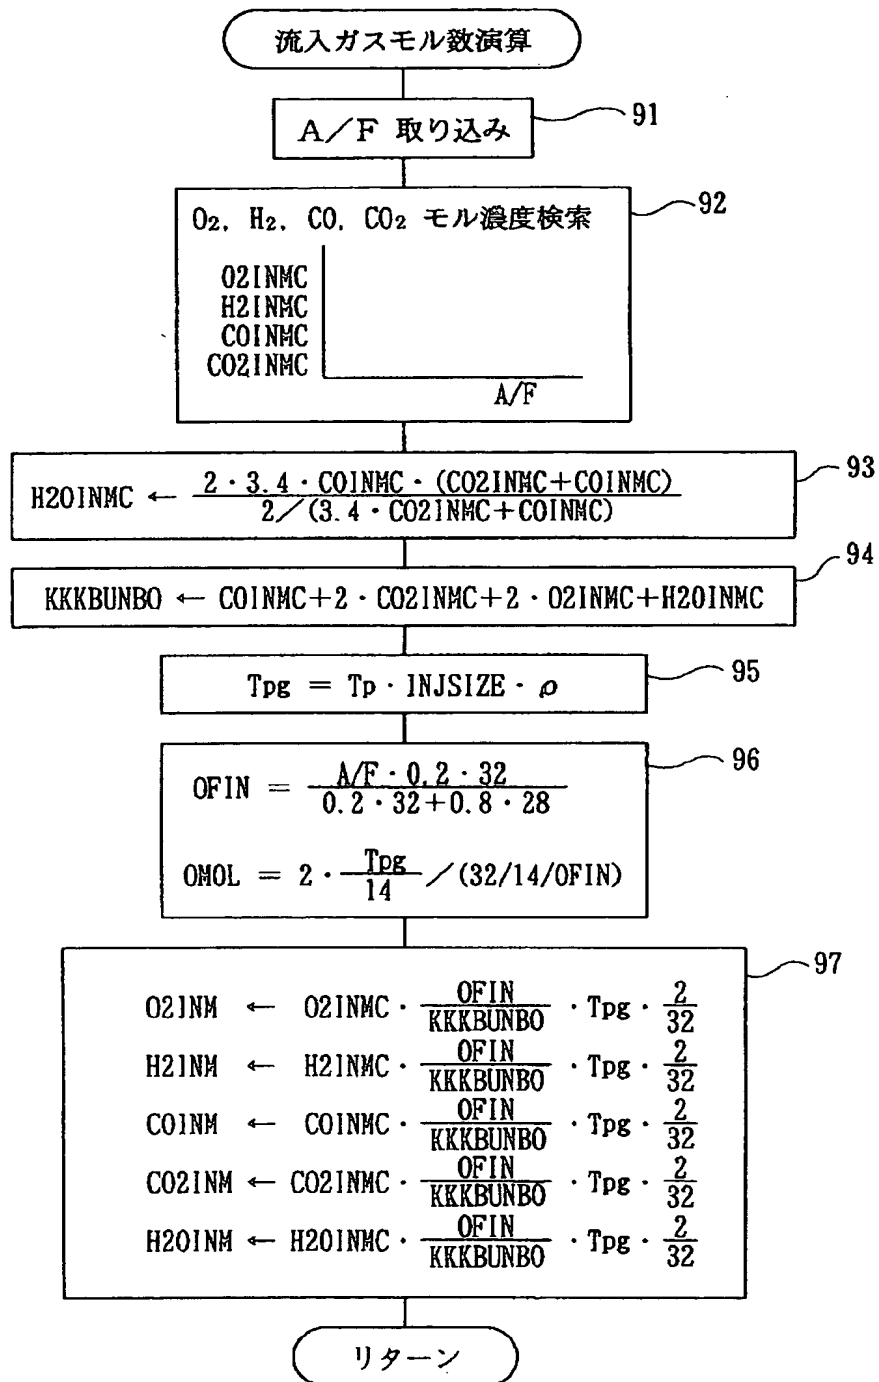 流入ガスモル数演算
A/F 取り込み
91
O₂, H₂, CO, CO₂ モル濃度検索
92
O2INMC
H2INMC
COINMC
CO2INMC
A/F
H2OINMC ← 2・3.4・COINMC・(CO2INMC+COINMC)
2/(3.4・CO2INMC+COINMC)
93
KKKBUNBO ← COINMC+2・CO2INMC+2・O2INMC+H2OINMC
94
Tpg = Tp・INJSIZE・ρ
95
OFIN = A/F・0.2・32
0.2・32+0.8・28
96
OMOL = 2・Tpg/14/(32/14/OFIN)
97
O2INM ← O2INMC・OFIN/KKKBUNBO・Tpg・2/32
H2INM ← H2INMC・OFIN/KKKBUNBO・Tpg・2/32
COINM ← COINMC・OFIN/KKKBUNBO・Tpg・2/32
CO2INM ← CO2INMC・OFIN/KKKBUNBO・Tpg・2/32
H2OINM ← H2OINMC・OFIN/KKKBUNBO・Tpg・2/32
リターン